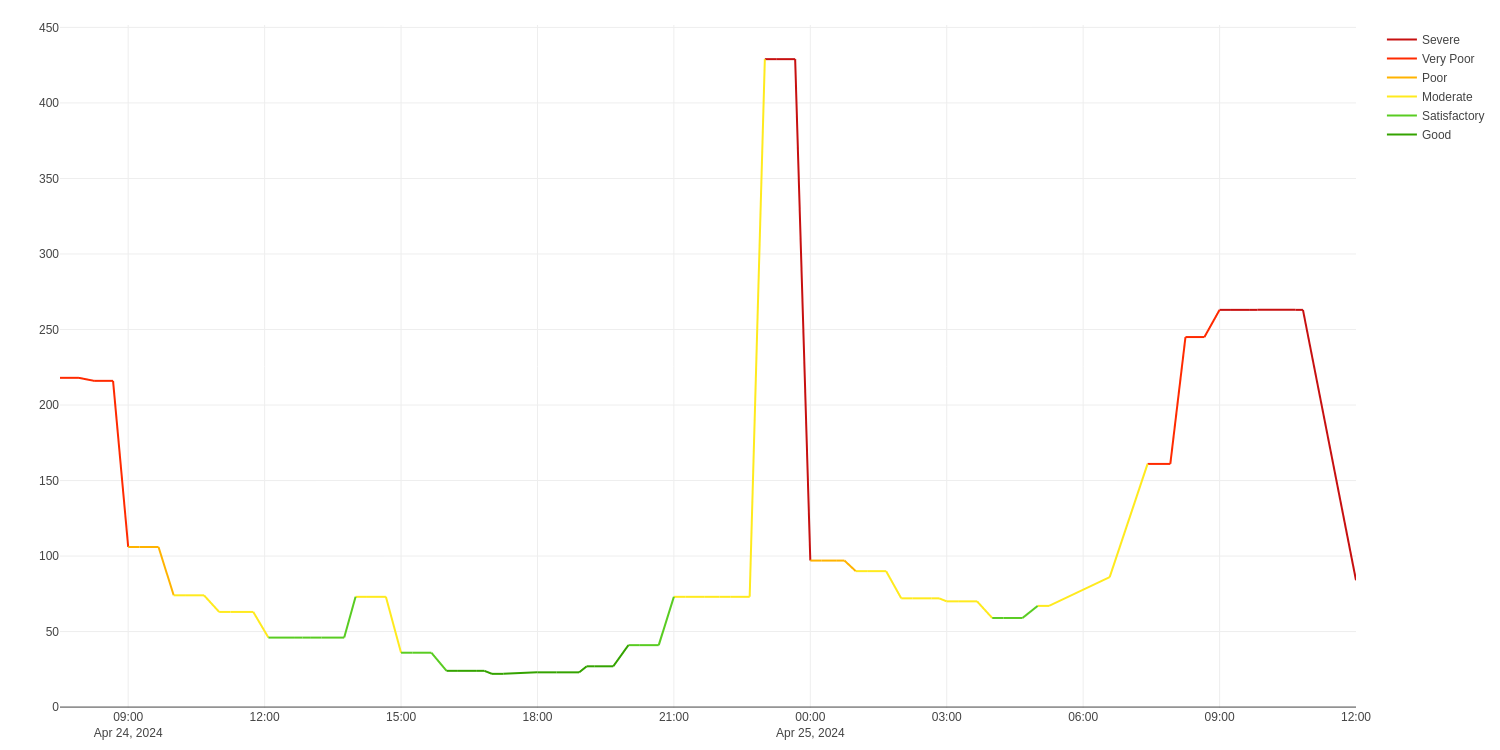 450
400
350
300
250
200
150
100
50
0
09:00
Apr 24, 2024
12:00
15:00
18:00
21:00
00:00
Apr 25, 2024
03:00
06:00
09:00
12:00
Severe
Very Poor
Poor
Moderate
Satisfactory
Good